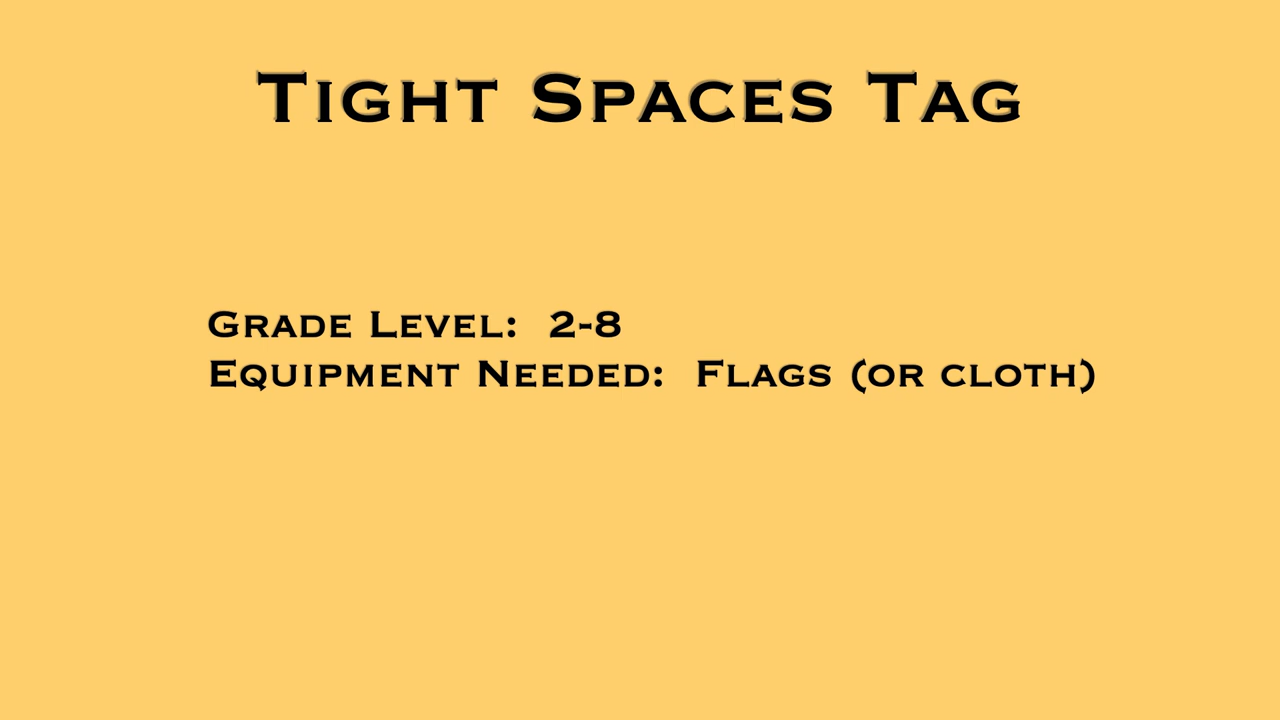 Tight Spaces Tag
Grade Level: 2-8
Equipment Needed: Flags (or cloth)